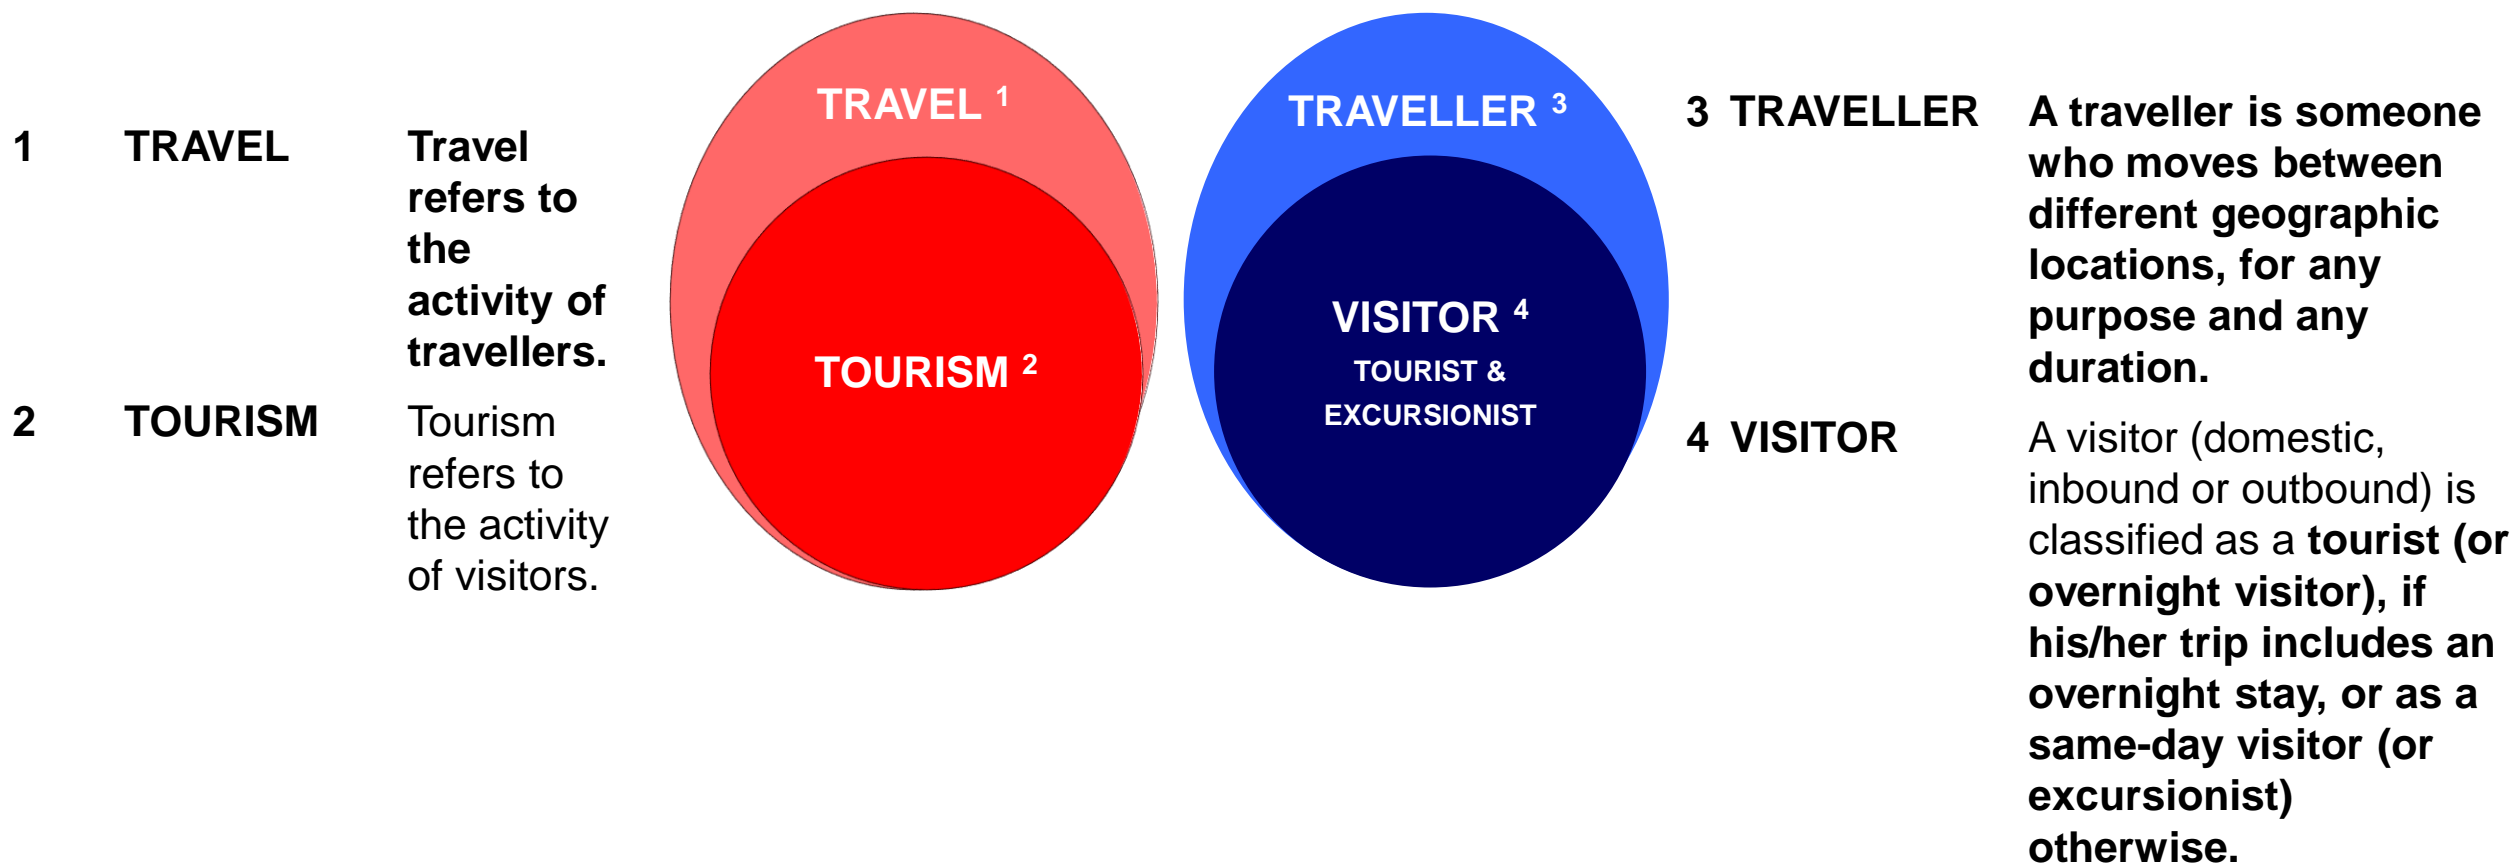 1 TRAVEL Travel
refers to
the
activity of
travellers.
2 TOURISM Tourism
refers to
the activity
of visitors.
TRAVEL 1
TOURISM 2
TRAVELLER 3
VISITOR 4
TOURIST &
EXCURSIONIST
3 TRAVELLER A traveller is someone
who moves between
different geographic
locations, for any
purpose and any
duration.
4 VISITOR A visitor (domestic,
inbound or outbound) is
classified as a tourist (or
overnight visitor), if
his/her trip includes an
overnight stay, or as a
same-day visitor (or
excursionist)
otherwise.